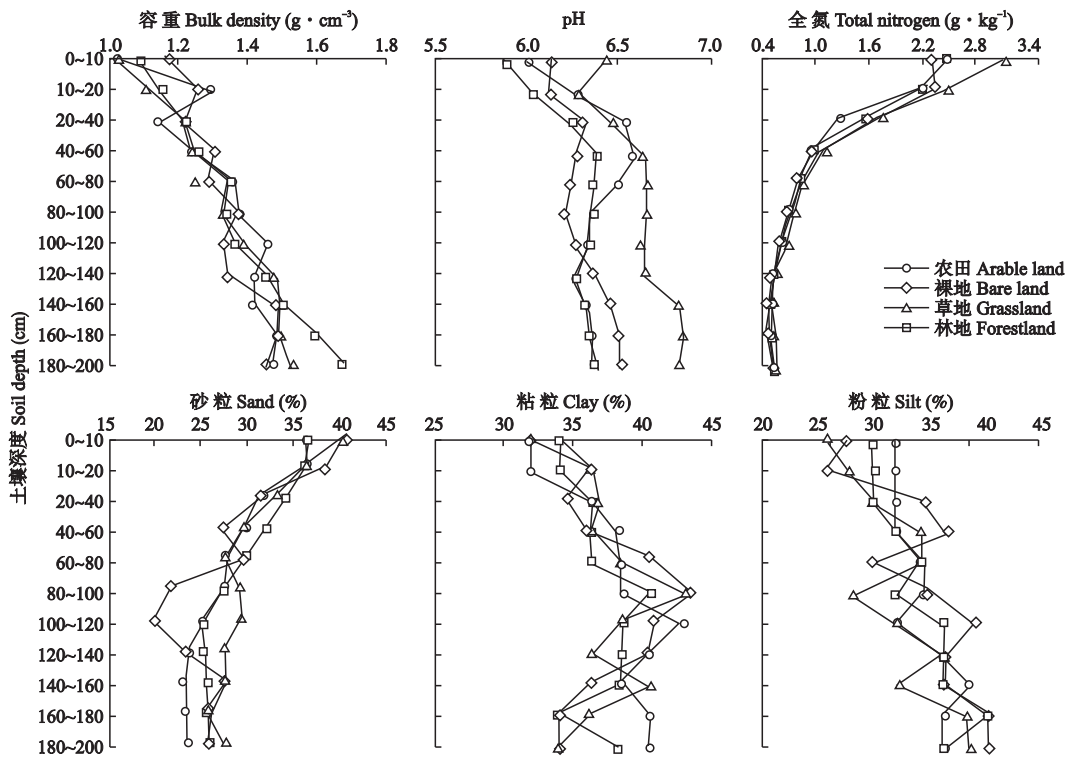 容重 Bulk density (g·cm⁻³)
pH
全氮 Total nitrogen (g·kg⁻¹)
1.0 1.2 1.4 1.6 1.8
5.5 6.0 6.5 7.0
0.4 1.0 1.6 2.2 2.8 3.4
0~10
10~20
20~40
40~60
60~80
80~100
100~120
120~140
140~160
160~180
180~200
农田 Arable land
裸地 Bare land
草地 Grassland
林地 Forestland
土壤深度 Soil depth (cm)
砂粒 Sand (%)
粘粒 Clay (%)
粉粒 Silt (%)
15 20 25 30 35 40 45
25 35 40 45
20 25 30 35 40 45
0~10
10~20
20~40
40~60
60~80
80~100
100~120
120~140
140~160
160~180
180~200